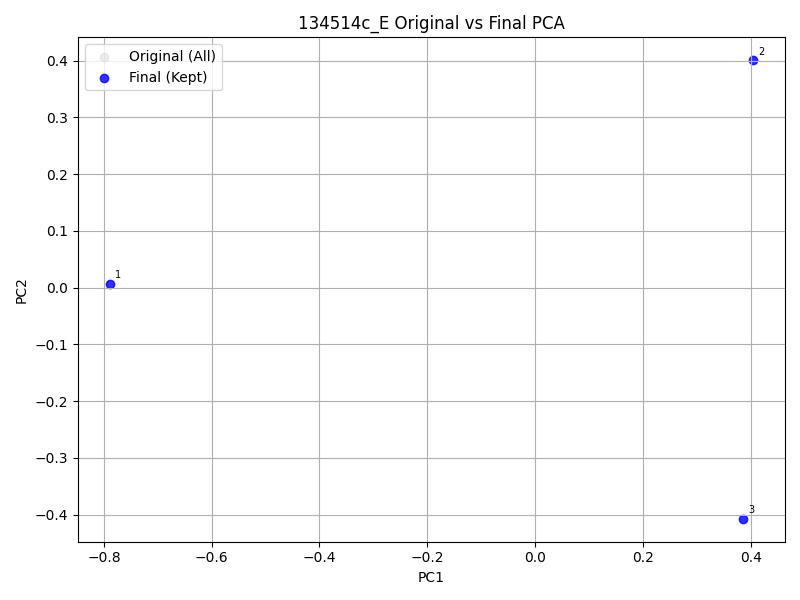 134514c_E Original vs Final PCA
Original (All)
Final (Kept)
2
1
3
0.4
0.3
0.2
0.1
0.0
−0.1
−0.2
−0.3
−0.4
PC2
−0.8 −0.6 −0.4 −0.2 0.0 0.2 0.4
PC1